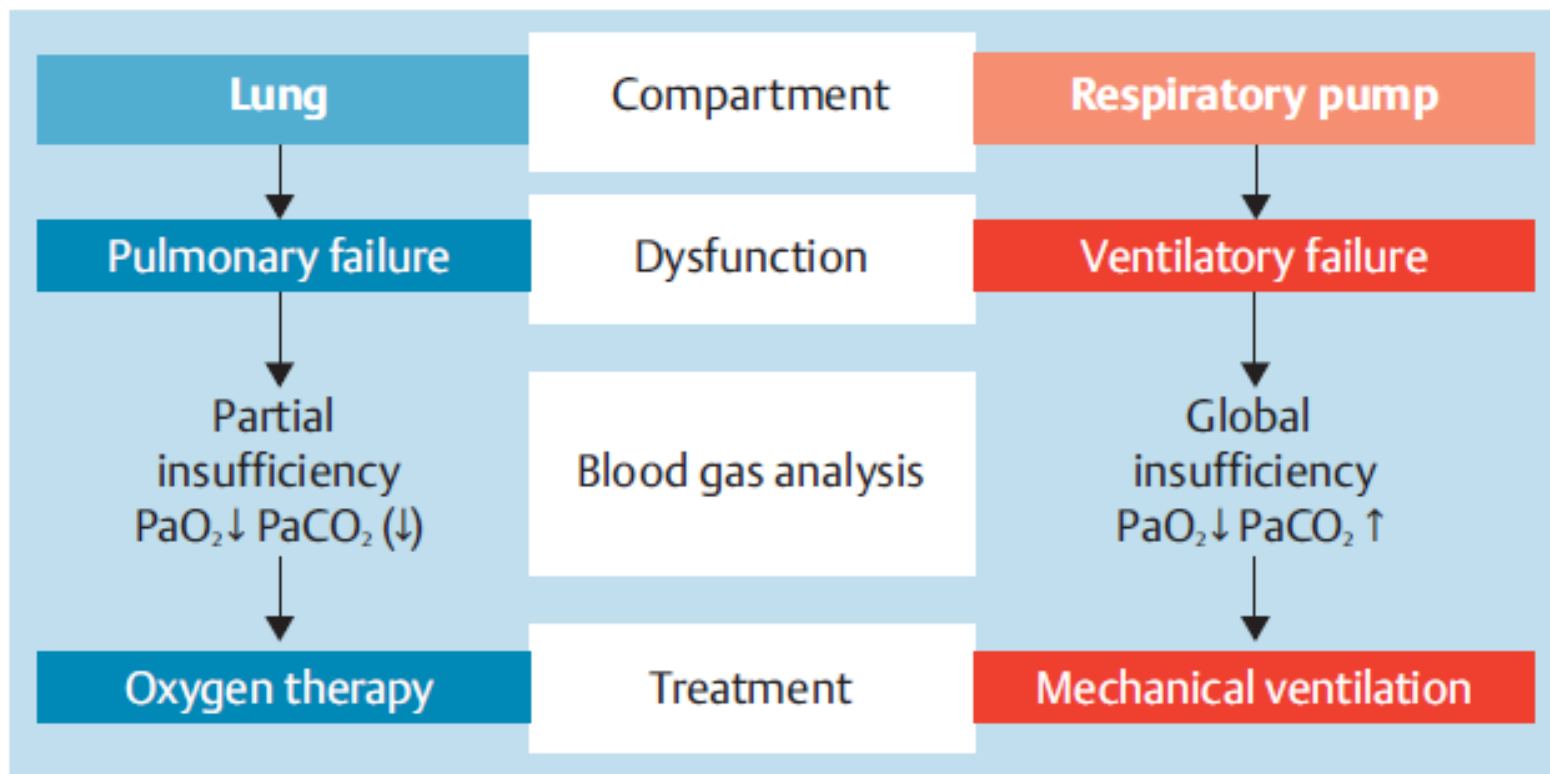 Lung
Compartment
Respiratory pump
Pulmonary failure
Dysfunction
Ventilatory failure
Partial
insufficiency
PaO₂↓ PaCO₂ (↓)
Blood gas analysis
Global
insufficiency
PaO₂↓ PaCO₂ ↑
Oxygen therapy
Treatment
Mechanical ventilation